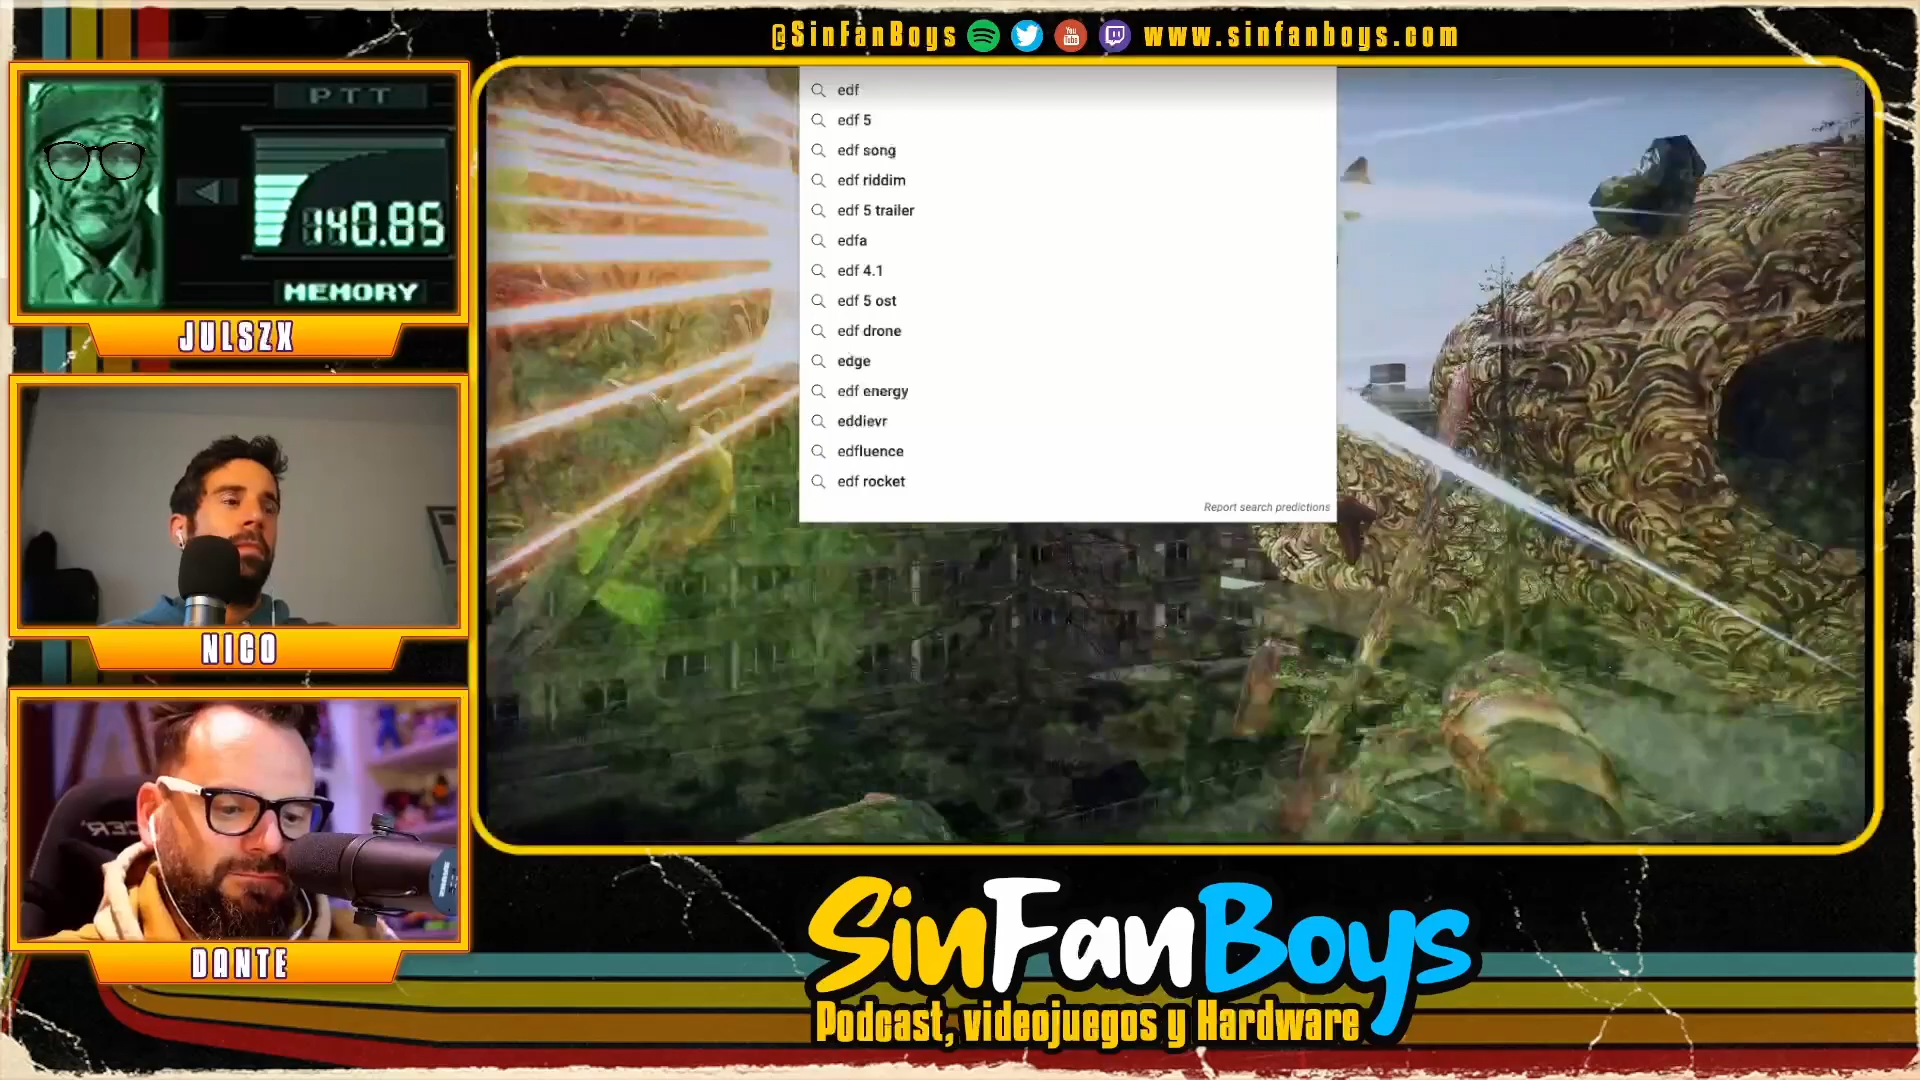 @SinFanBoys www.sinfanboys.com
PTT
140.85
MEMORY
JULSZX
NICO
DANTE
edf
edf 5
edf song
edf riddim
edf 5 trailer
edfa
edf 4.1
edf 5 ost
edf drone
edge
edf energy
eddievr
edfluence
edf rocket
Report search predictions
SinFanBoys
Podcast, videojuegos y Hardware